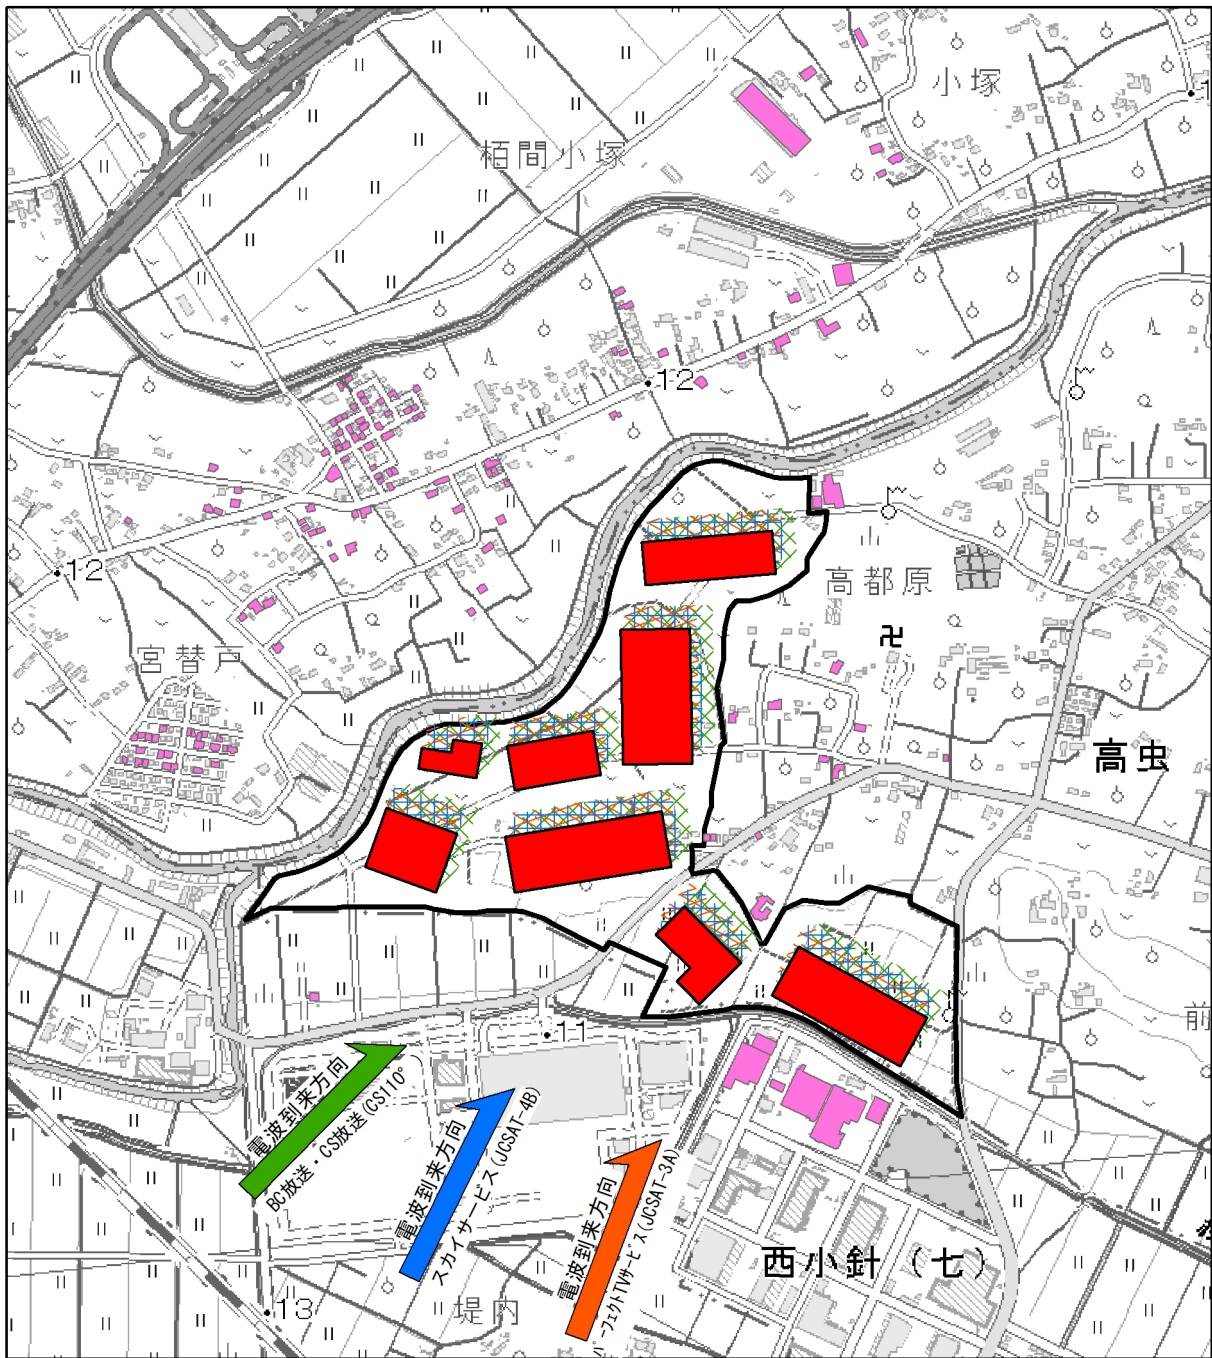 小塚
1
栢間小塚
12
12
高都原
宮替戸
高虫
前
11
電波到来方向
BC放送・CS放送(CS110°
電波到来方向
スカイサービス(JCSAT-4B)
電波到来方向
パーフェクトTVサービス(JCSAT-3A)
西小針(七)
13
堤内